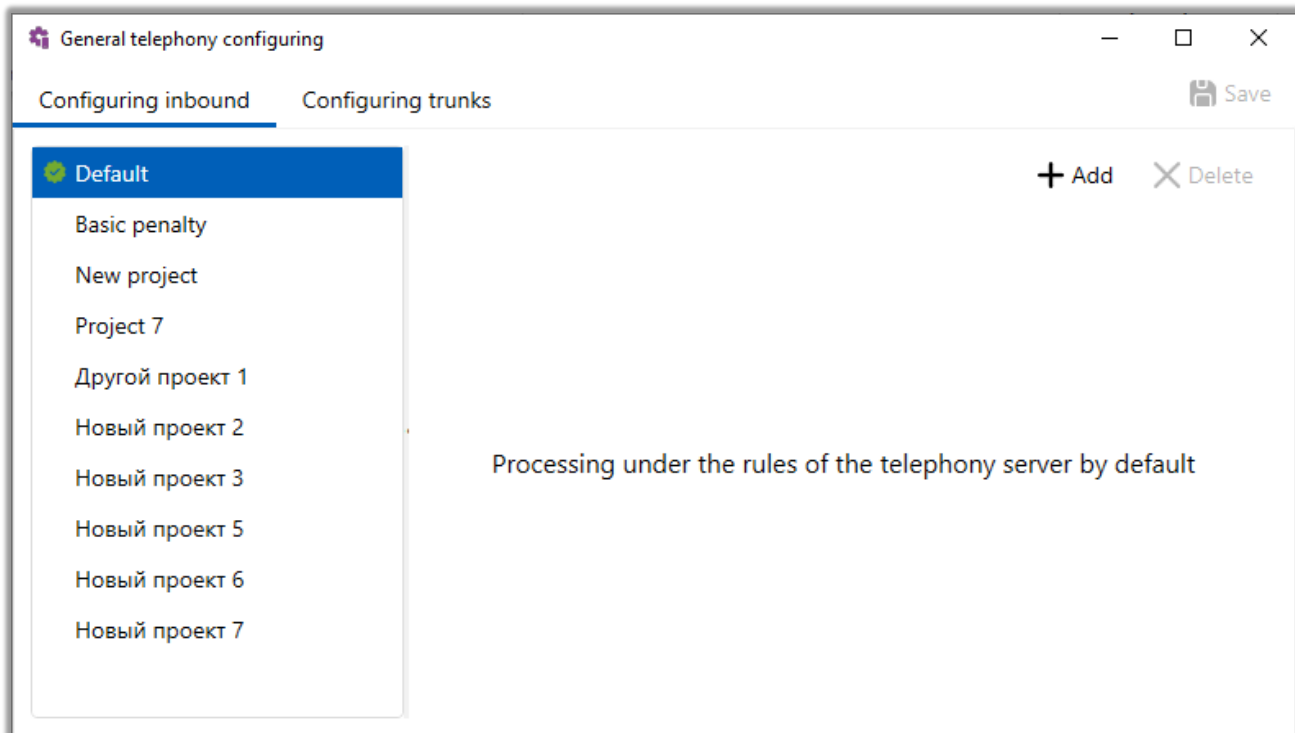 General telephony configuring
Configuring inbound Configuring trunks Save
Default
Add Delete
Basic penalty
New project
Project 7
Другой проект 1
Новый проект 2
Новый проект 3
Новый проект 5
Новый проект 6
Новый проект 7
Processing under the rules of the telephony server by default